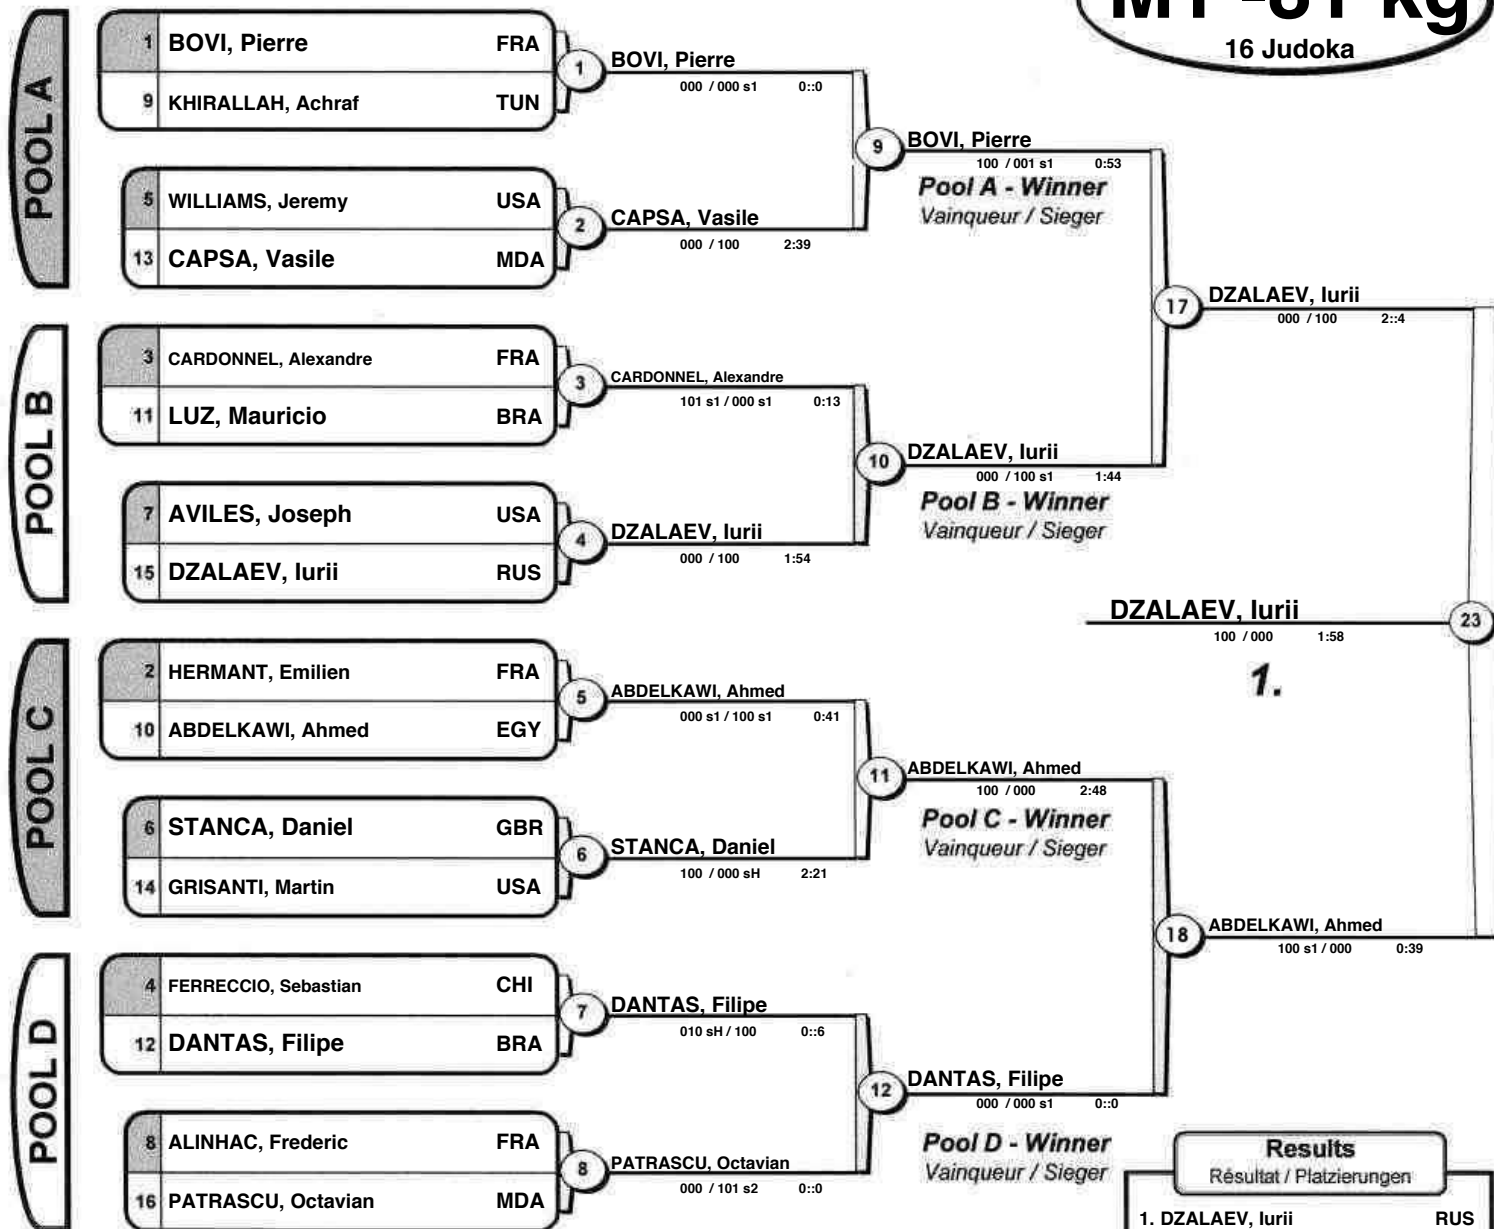 M1 -81 kg
16 Judoka
POOL A
1 BOVI, Pierre FRA
9 KHIRALLAH, Achraf TUN
1 BOVI, Pierre
000 / 000 s1 0::0
5 WILLIAMS, Jeremy USA
13 CAPSA, Vasile MDA
2 CAPSA, Vasile
000 / 100 2:39
9 BOVI, Pierre
100 / 001 s1 0:53
Pool A - Winner
Vainqueur / Sieger
POOL B
3 CARDONNEL, Alexandre FRA
11 LUZ, Mauricio BRA
3 CARDONNEL, Alexandre
101 s1 / 000 s1 0:13
7 AVILES, Joseph USA
15 DZALAEV, Iurii RUS
4 DZALAEV, Iurii
000 / 100 1:54
10 DZALAEV, Iurii
000 / 100 s1 1:44
Pool B - Winner
Vainqueur / Sieger
17 DZALAEV, Iurii
000 / 100 2::4
DZALAEV, Iurii 23
100 / 000 1:58
1.
POOL C
2 HERMANT, Emilien FRA
10 ABDELKAWI, Ahmed EGY
5 ABDELKAWI, Ahmed
000 s1 / 100 s1 0:41
6 STANCA, Daniel GBR
14 GRISANTI, Martin USA
6 STANCA, Daniel
100 / 000 sH 2:21
11 ABDELKAWI, Ahmed
100 / 000 2:48
Pool C - Winner
Vainqueur / Sieger
POOL D
4 FERRECCIO, Sebastian CHI
12 DANTAS, Filipe BRA
7 DANTAS, Filipe
010 sH / 100 0::6
8 ALINHAC, Frederic FRA
16 PATRASCU, Octavian MDA
8 PATRASCU, Octavian
000 / 101 s2 0::0
12 DANTAS, Filipe
000 / 000 s1 0::0
Pool D - Winner
Vainqueur / Sieger
18 ABDELKAWI, Ahmed
100 s1 / 000 0:39
Results
Résultat / Platzierungen
1. DZALAEV, Iurii RUS